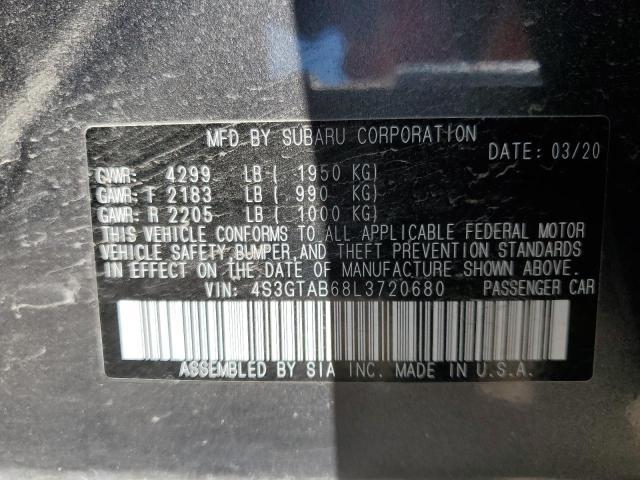 MFD BY SUBARU CORPORATION
DATE: 03/20
GVWR: 4299 LB ( 1950 KG)
GAWR: F 2183 LB ( 990 KG)
GAWR: R 2205 LB ( 1000 KG)
THIS VEHICLE CONFORMS TO ALL APPLICABLE FEDERAL MOTOR
VEHICLE SAFETY, BUMPER, AND THEFT PREVENTION STANDARDS
IN EFFECT ON THE DATE OF MANUFACTURE SHOWN ABOVE.
VIN: 4S3GTAB68L3720680 PASSENGER CAR
ASSEMBLED BY SIA INC. MADE IN U.S.A.